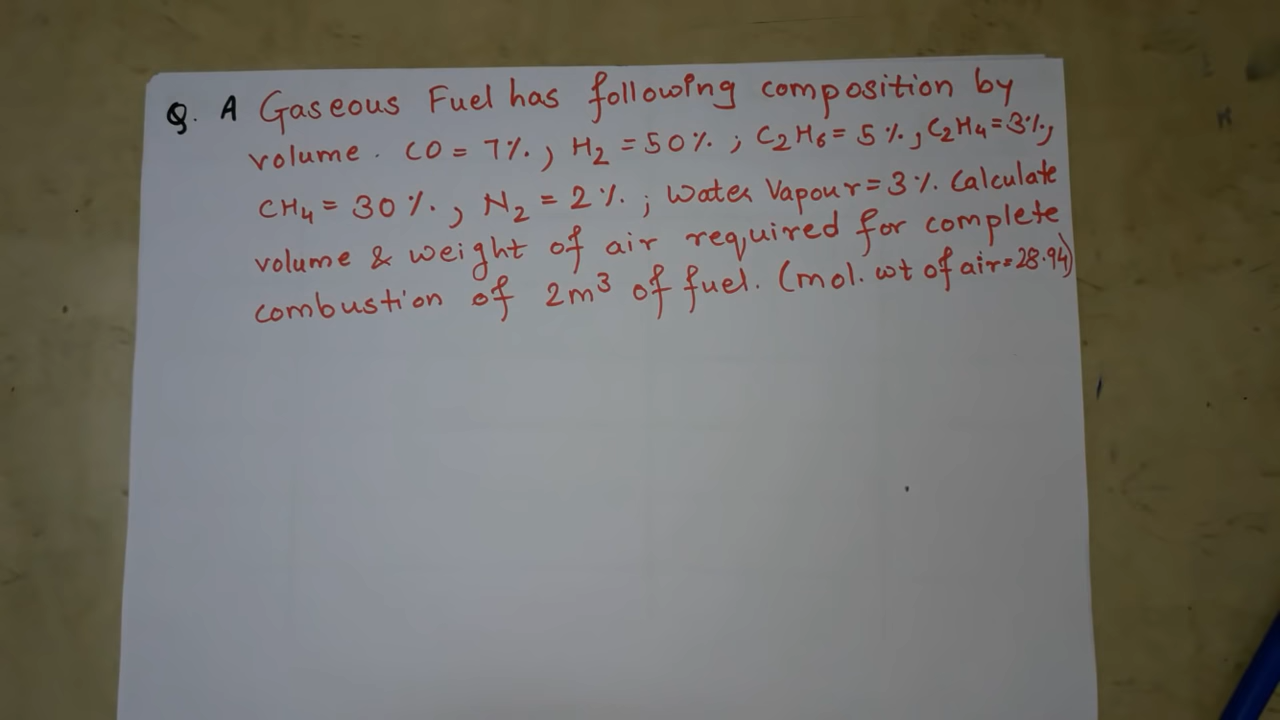 Q. A Gaseous Fuel has following composition by
volume. CO = 7%., H₂ = 50%. ; C₂H₆ = 5%., C₂H₄ = 3%.,
CH₄ = 30%., N₂ = 2%. ; Water Vapour = 3%. Calculate
volume & weight of air required for complete
combustion of 2m³ of fuel. (mol. wt of air = 28.94)